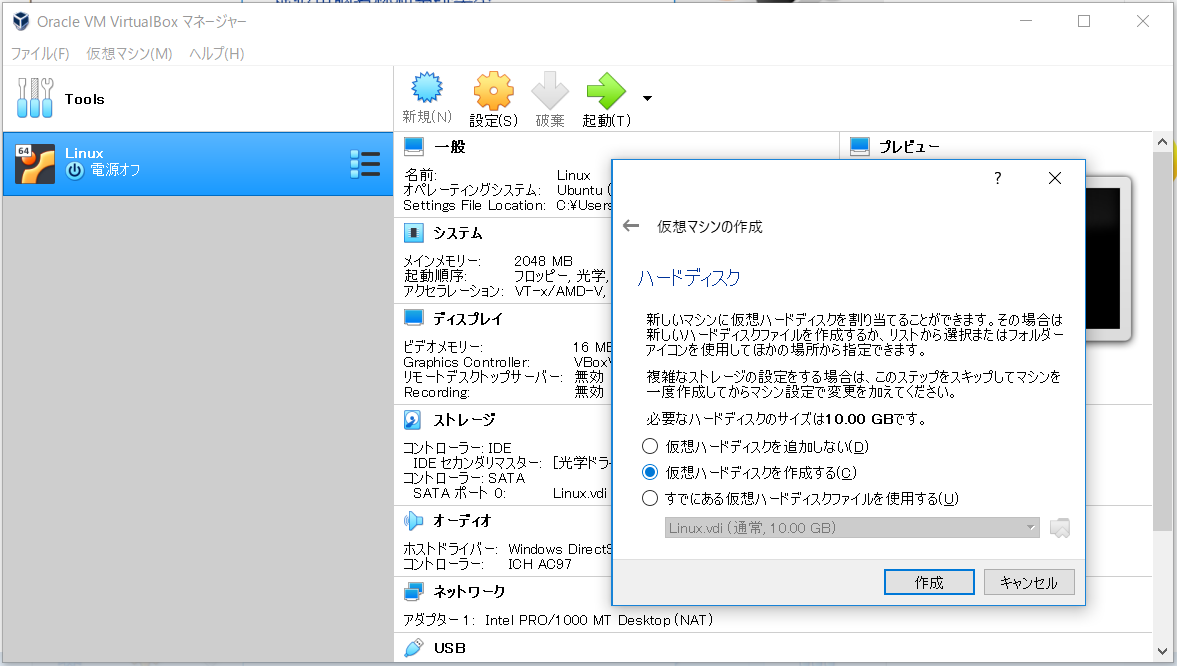 Oracle VM VirtualBox マネージャー
ファイル(F) 仮想マシン(M) ヘルプ(H)
Tools
新規(N) 設定(S) 破棄 起動(T)
64
Linux
電源オフ
一般
名前: Linux
オペレーティングシステム: Ubuntu (
Settings File Location: C:¥Users
システム
メインメモリー: 2048 MB
起動順序: フロッピー, 光学,
アクセラレーション: VT-x/AMD-V,
ディスプレイ
ビデオメモリー: 16 MB
Graphics Controller: VBoxV
リモートデスクトップサーバー: 無効
Recording: 無効
ストレージ
コントローラー: IDE
IDE セカンダリマスター: [光学ドラ
コントローラー: SATA
SATA ポート 0: Linux.vdi
オーディオ
ホストドライバー: Windows DirectS
コントローラー: ICH AC97
ネットワーク
アダプター 1: Intel PRO/1000 MT Desktop (NAT)
USB
プレビュー
?
仮想マシンの作成
ハードディスク
新しいマシンに仮想ハードディスクを割り当てることができます。その場合は
新しいハードディスクファイルを作成するか、リストから選択またはフォルダー
アイコンを使用してほかの場所から指定できます。
複雑なストレージの設定をする場合は、このステップをスキップしてマシンを
一度作成してからマシン設定で変更を加えてください。
必要なハードディスクのサイズは10.00 GBです。
仮想ハードディスクを追加しない(D)
仮想ハードディスクを作成する(C)
すでにある仮想ハードディスクファイルを使用する(U)
Linux.vdi (通常, 10.00 GB)
作成 キャンセル